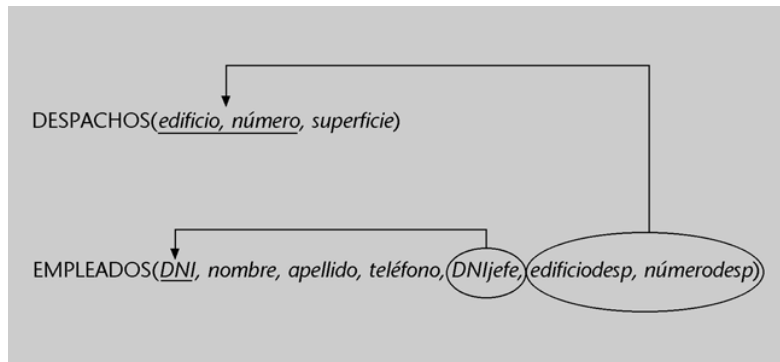 DESPACHOS(edificio, número, superficie)
EMPLEADOS(DNI, nombre, apellido, teléfono, DNIjefe, edificiodesp, númerodesp)